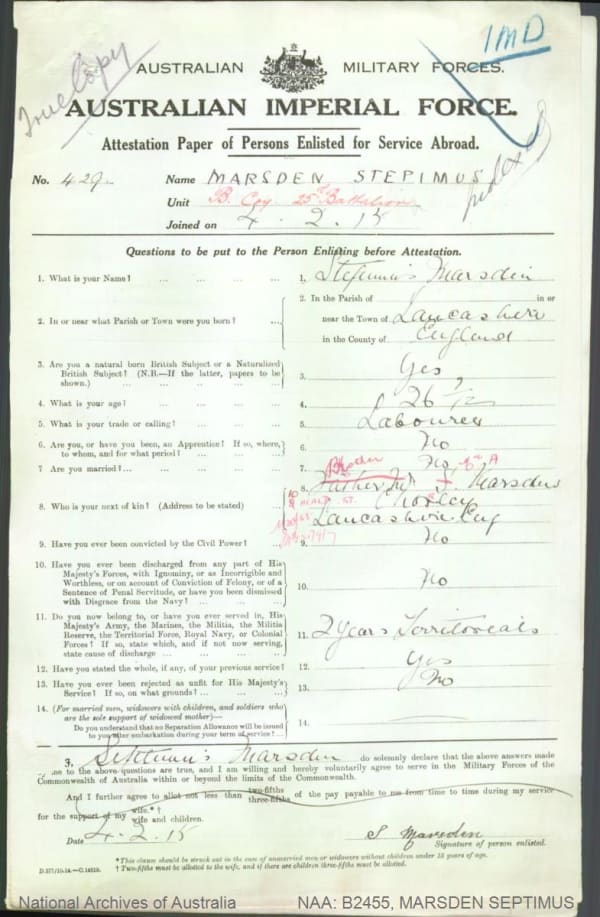 True Copy
1MD
AUSTRALIAN MILITARY FORCES.
AUSTRALIAN IMPERIAL FORCE.
Attestation Paper of Persons Enlisted for Service Abroad.
No. 429. Name MARSDEN STEPIMUS
Indexed
Unit B. Coy 25th Battalion
Joined on 4.2.15
Questions to be put to the Person Enlisting before Attestation.
1. What is your Name? ... ... ... ... 1. Stepimus Marsden
2. In or near what Parish or Town were you born? ... 2. In the Parish of in or
near the Town of Lancashire
in the County of England
3. Are you a natural born British Subject or a Naturalized
British Subject? (N.B.—If the latter, papers to be
shown.) ... ... ... ... 3. Yes
4. What is your age? ... ... ... ... 4. 26 7/12
5. What is your trade or calling? ... ... ... 5. Labourer
6. Are you, or have you been, an Apprentice? If so, where,
to whom, and for what period? ... ... ... 6. No
7. Are you married? ... ... ... ... 7. No
8. Who is your next of kin? (Address to be stated) ... 8. Father Marsden
Chorley
Lancashire Eng
9. Have you ever been convicted by the Civil Power? ... 9. No
10. Have you ever been discharged from any part of His
Majesty's Forces, with Ignominy, or as Incorrigible and
Worthless, or on account of Conviction of Felony, or of a
Sentence of Penal Servitude, or have you been dismissed
with Disgrace from the Navy? ... ... ... 10. No
11. Do you now belong to, or have you ever served in, His
Majesty's Army, the Marines, the Militia, the Militia
Reserve, the Territorial Force, Royal Navy, or Colonial
Forces? If so, state which, and if not now serving,
state cause of discharge ... ... ... 11. 2 years Territoreals
12. Have you stated the whole, if any, of your previous service? 12. Yes
13. Have you ever been rejected as unfit for His Majesty's
Service? If so, on what grounds? ... ... ... 13. No
14. (For married men, widowers with children, and soldiers who
are the sole support of widowed mother)—
Do you understand that no Separation Allowance will be issued
to you after embarkation during your term of service? ... 14.
I, Septimus Marsden do solemnly declare that the above answers made
me to the above questions are true, and I am willing and hereby voluntarily agree to serve in the Military Forces of the
Commonwealth of Australia within or beyond the limits of the Commonwealth.
And I further agree to allot not less than two-fifths three-fifths of the pay payable to me from time to time during my service
for the support of my wife.*† wife and children.
Date 4.2.15 S Marsden
Signature of person enlisted.
* This clause should be struck out in the case of unmarried men or widowers without children under 18 years of age.
† Two-fifths must be allotted to the wife, and if there are children three-fifths must be allotted.
D.377/10.14.—C.14212.
National Archives of Australia NAA: B2455, MARSDEN SEPTIMUS